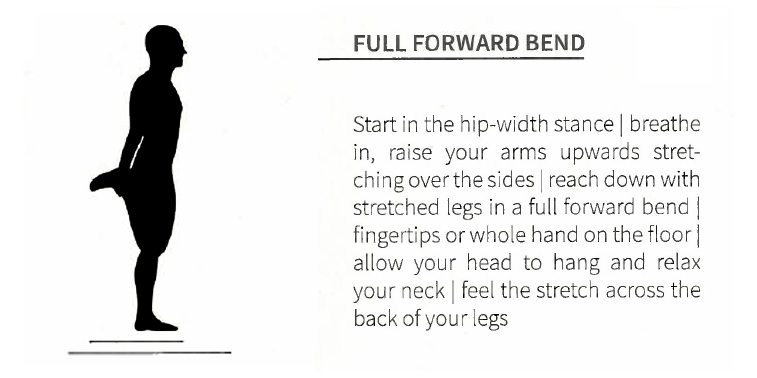 FULL FORWARD BEND
Start in the hip-width stance | breathe
in, raise your arms upwards stret-
ching over the sides | reach down with
stretched legs in a full forward bend |
fingertips or whole hand on the floor |
allow your head to hang and relax
your neck | feel the stretch across the
back of your legs